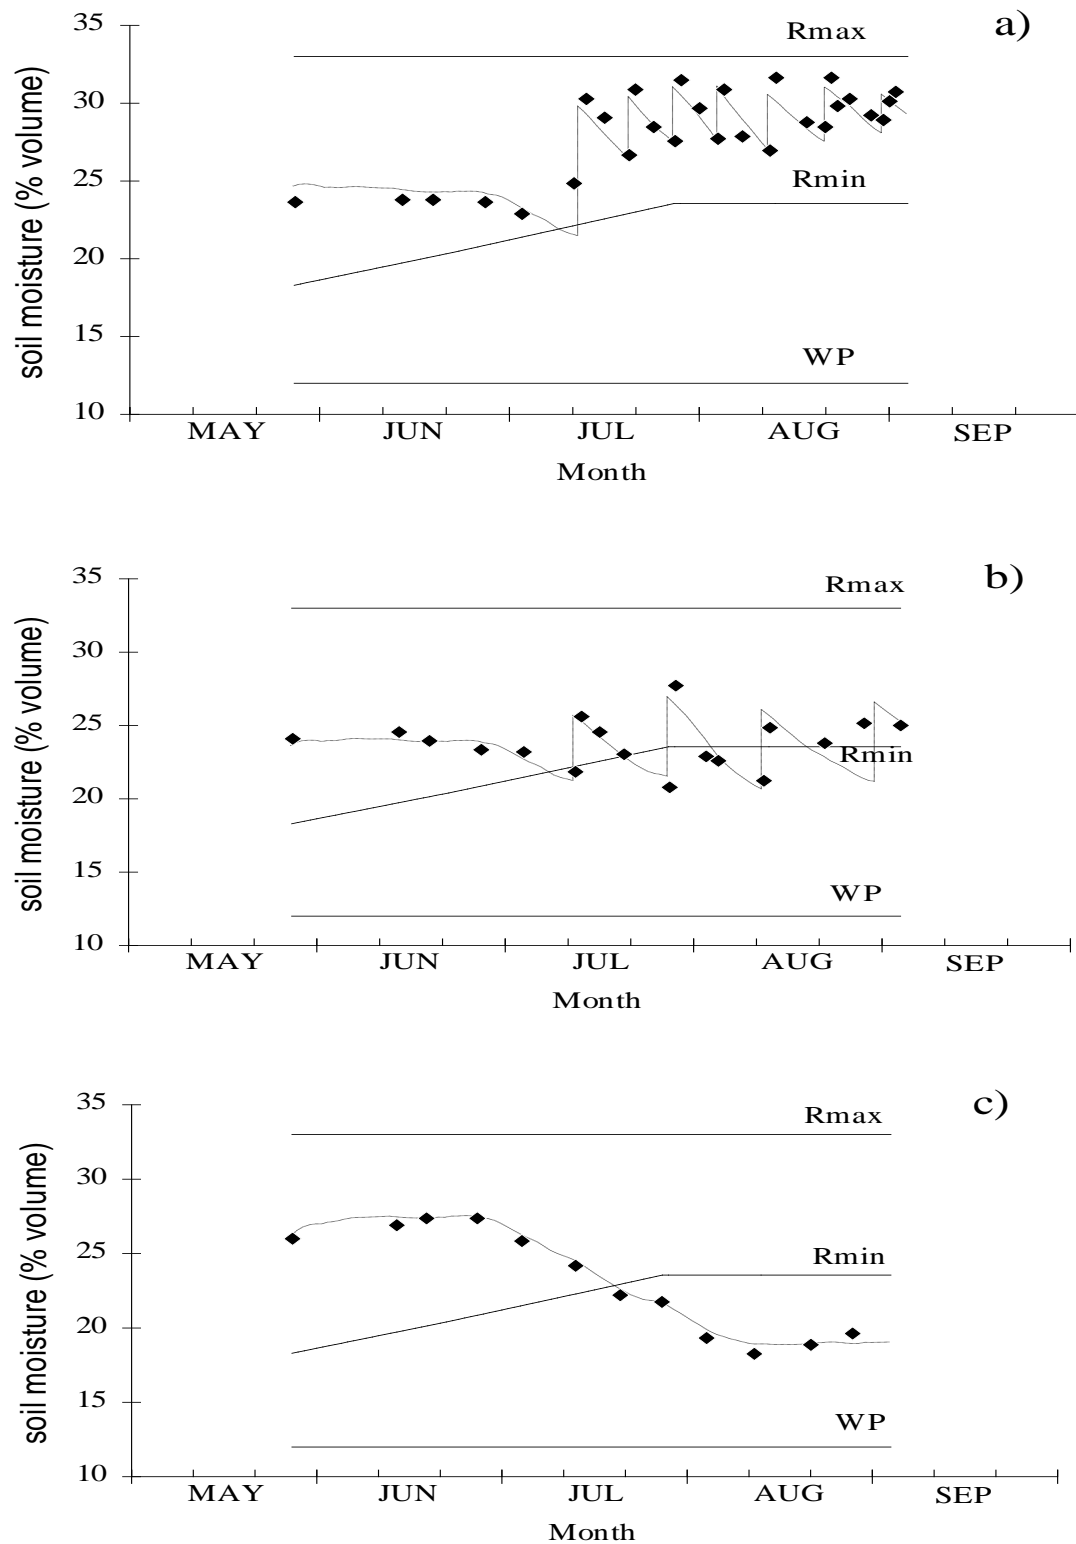 a)
35
Rmax
30
25
Rmin
20
15
WP
10
MAY JUN JUL AUG SEP
Month
soil moisture (% volume)
b)
35
Rmax
30
25
Rmin
20
15
WP
10
MAY JUN JUL AUG SEP
Month
soil moisture (% volume)
c)
35
Rmax
30
25
Rmin
20
15
WP
10
MAY JUN JUL AUG SEP
Month
soil moisture (% volume)